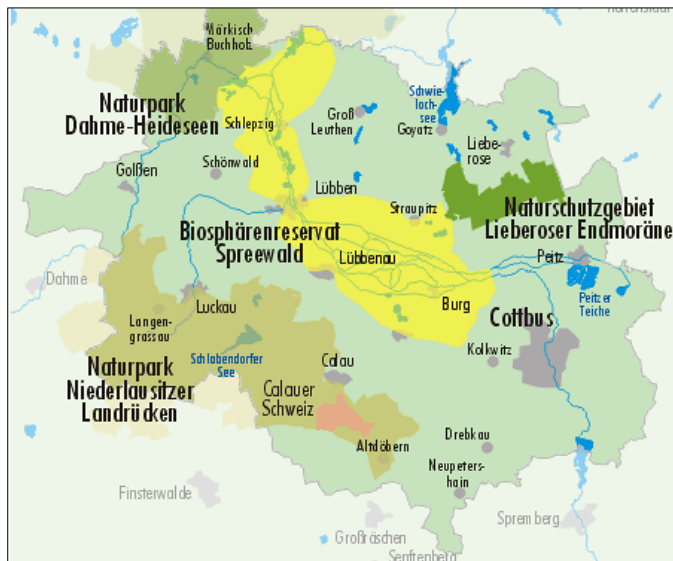 Märkisch
Buchholz
Naturpark
Dahme-Heideseen
Schlepzig
Groß
Leuthen
Schwie-
loch-
see
Goyatz
Liebe-
rose
Golßen
Schönwald
Lübben
Straupitz
Naturschutzgebiet
Lieberoser Endmoräne
Biosphärenreservat
Spreewald
Lübbenau
Peitz
Dahme
Peitzer
Teiche
Burg
Luckau
Langen-
grassau
Cottbus
Kolkwitz
Schlabendorfer
See
Naturpark
Niederlausitzer
Landrücken
Calau
Calauer
Schweiz
Altdöbern
Drebkau
Neupeters-
hain
Finsterwalde
Spremberg
Großräschen
Senftenberg